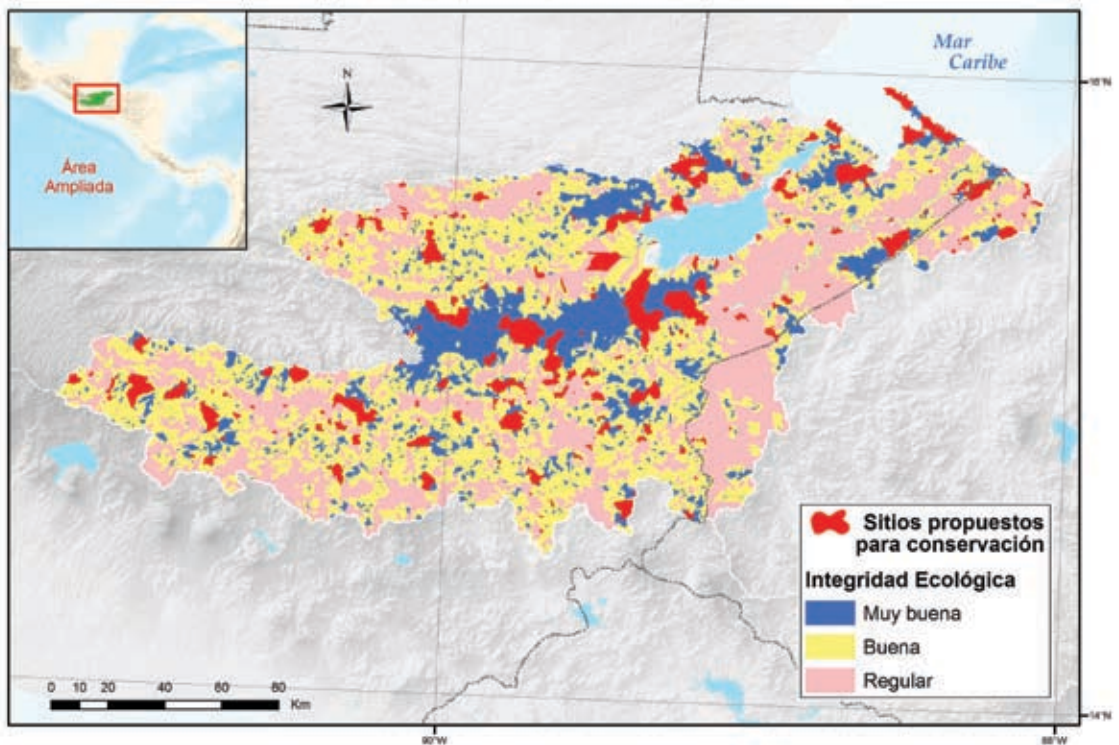 Mar
Caribe
16°N
N
Área
Ampliada
Sitios propuestos
para conservación
Integridad Ecológica
Muy buena
Buena
Regular
0 10 20 40 60 80
Km
14°N
90°W
88°W